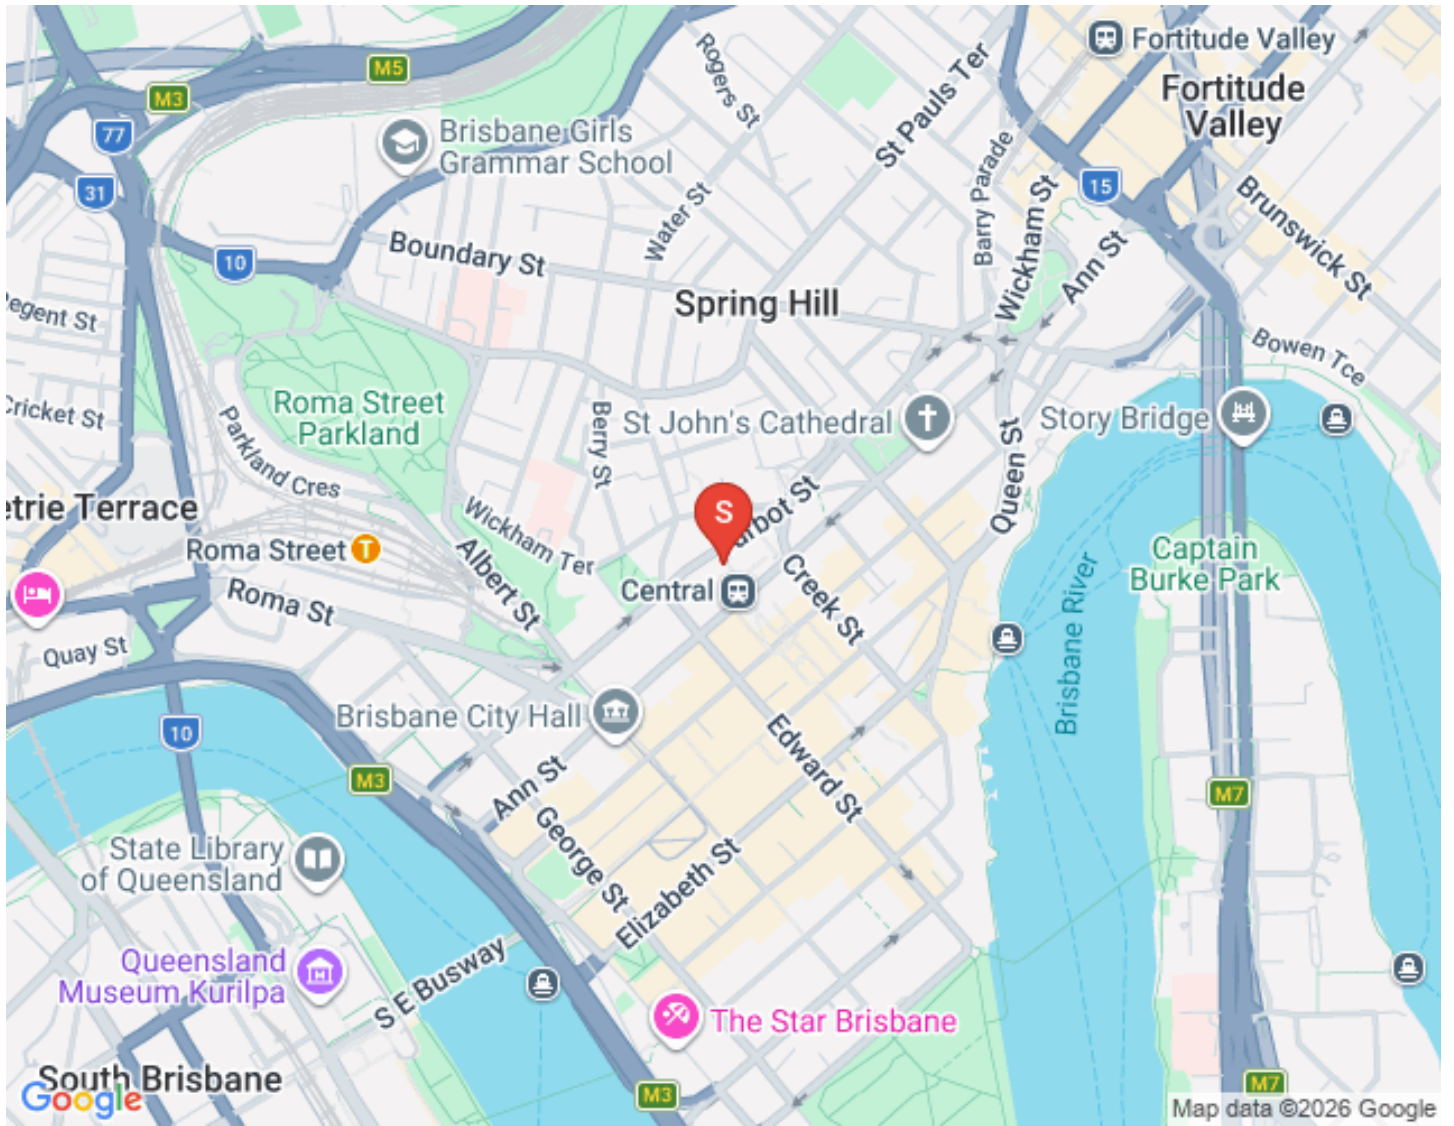 Fortitude Valley
Rogers St
St Pauls Ter
M5
M3
Fortitude
Valley
77
Brisbane Girls
Grammar School
Barry Parade
31
15
Wickham St
Brunswick St
Water St
Boundary St
10
Ann St
Spring Hill
egent St
Bowen Tce
Roma Street
Parkland
Berry St
St John's Cathedral
Story Bridge
Cricket St
Parkland Cres
Queen St
etrie Terrace
S
arbot St
Wickham Ter
Roma Street
T
Albert St
Captain
Burke Park
Central
Creek St
Roma St
Brisbane River
Quay St
Brisbane City Hall
10
Edward St
M3
Ann St
M7
George St
State Library
of Queensland
Elizabeth St
Queensland
Museum Kurilpa
S E Busway
The Star Brisbane
South Brisbane
Google
M3
M7
Map data ©2026 Google